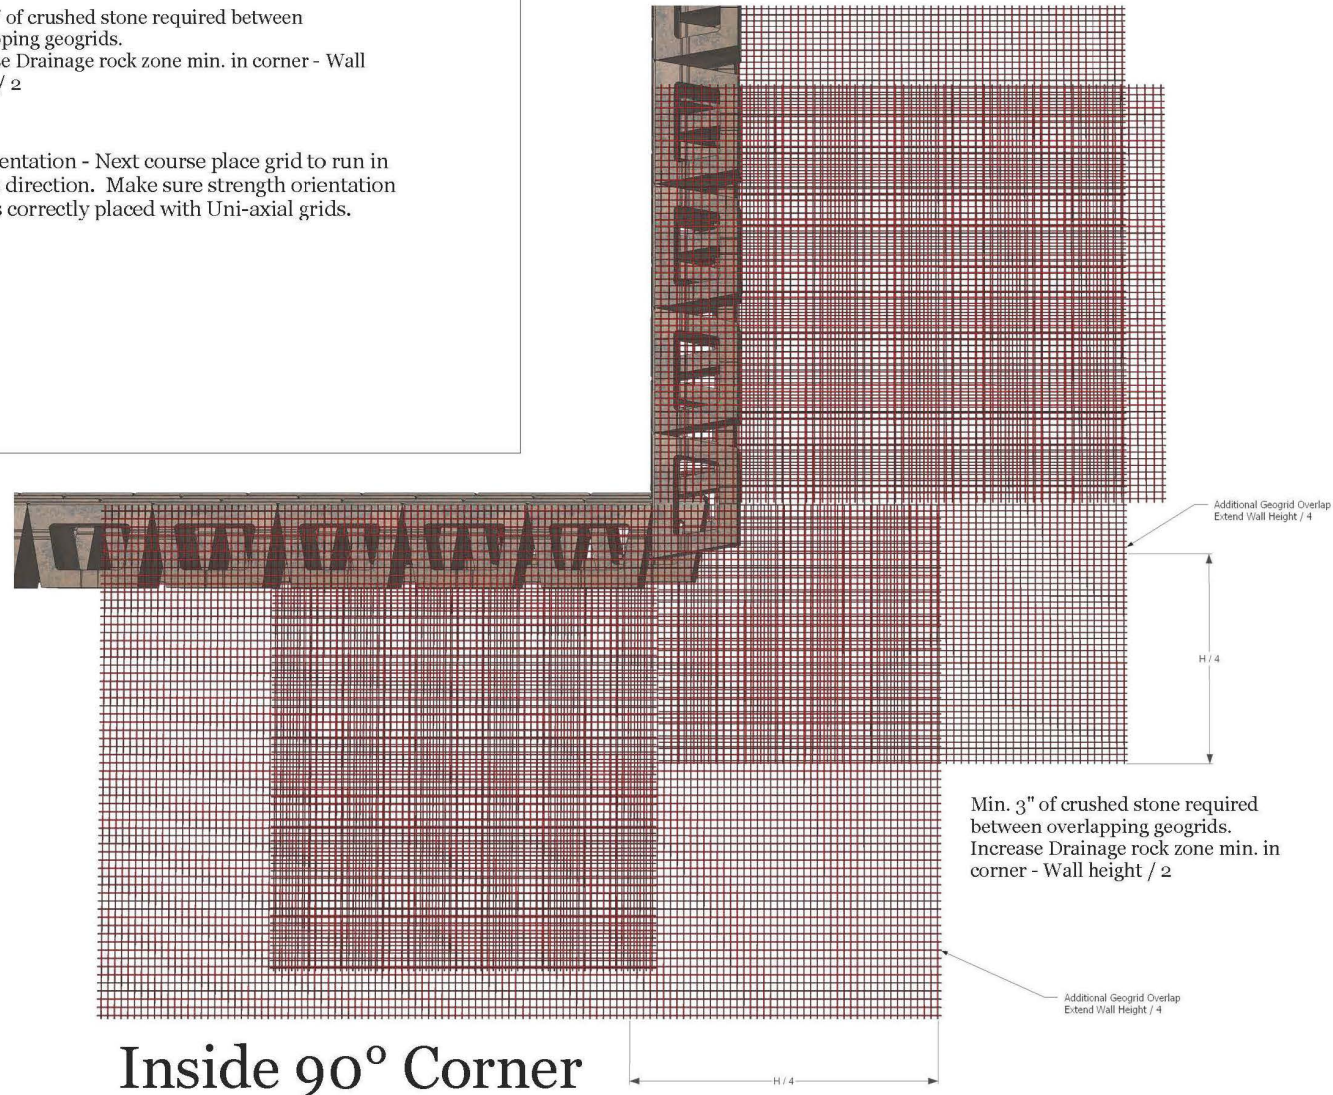 " of crushed stone required between
ping geogrids.
e Drainage rock zone min. in corner - Wall
/ 2
entation - Next course place grid to run in
t direction. Make sure strength orientation
s correctly placed with Uni-axial grids.
Additional Geogrid Overlap
Extend Wall Height / 4
H / 4
Min. 3" of crushed stone required
between overlapping geogrids.
Increase Drainage rock zone min. in
corner - Wall height / 2
Additional Geogrid Overlap
Extend Wall Height / 4
Inside 90° Corner
H / 4